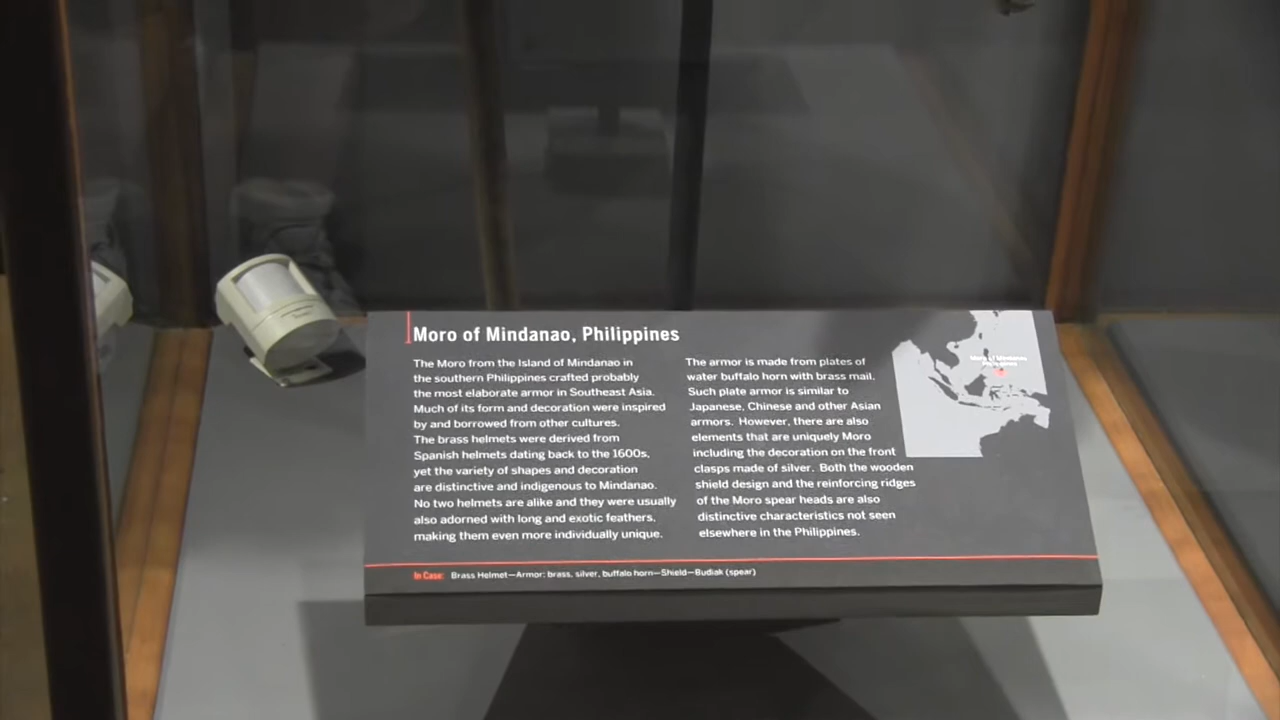 Moro of Mindanao, Philippines
The Moro from the Island of Mindanao in
the southern Philippines crafted probably
the most elaborate armor in Southeast Asia.
Much of its form and decoration were inspired
by and borrowed from other cultures.
The brass helmets were derived from
Spanish helmets dating back to the 1600s,
yet the variety of shapes and decoration
are distinctive and indigenous to Mindanao.
No two helmets are alike and they were usually
also adorned with long and exotic feathers,
making them even more individually unique.
The armor is made from plates of
water buffalo horn with brass mail.
Such plate armor is similar to
Japanese, Chinese and other Asian
armors. However, there are also
elements that are uniquely Moro
including the decoration on the front
clasps made of silver. Both the wooden
shield design and the reinforcing ridges
of the Moro spear heads are also
distinctive characteristics not seen
elsewhere in the Philippines.
Moro of Mindanao
Philippines
In Case: Brass Helmet—Armor: brass, silver, buffalo horn—Shield—Budiak (spear)